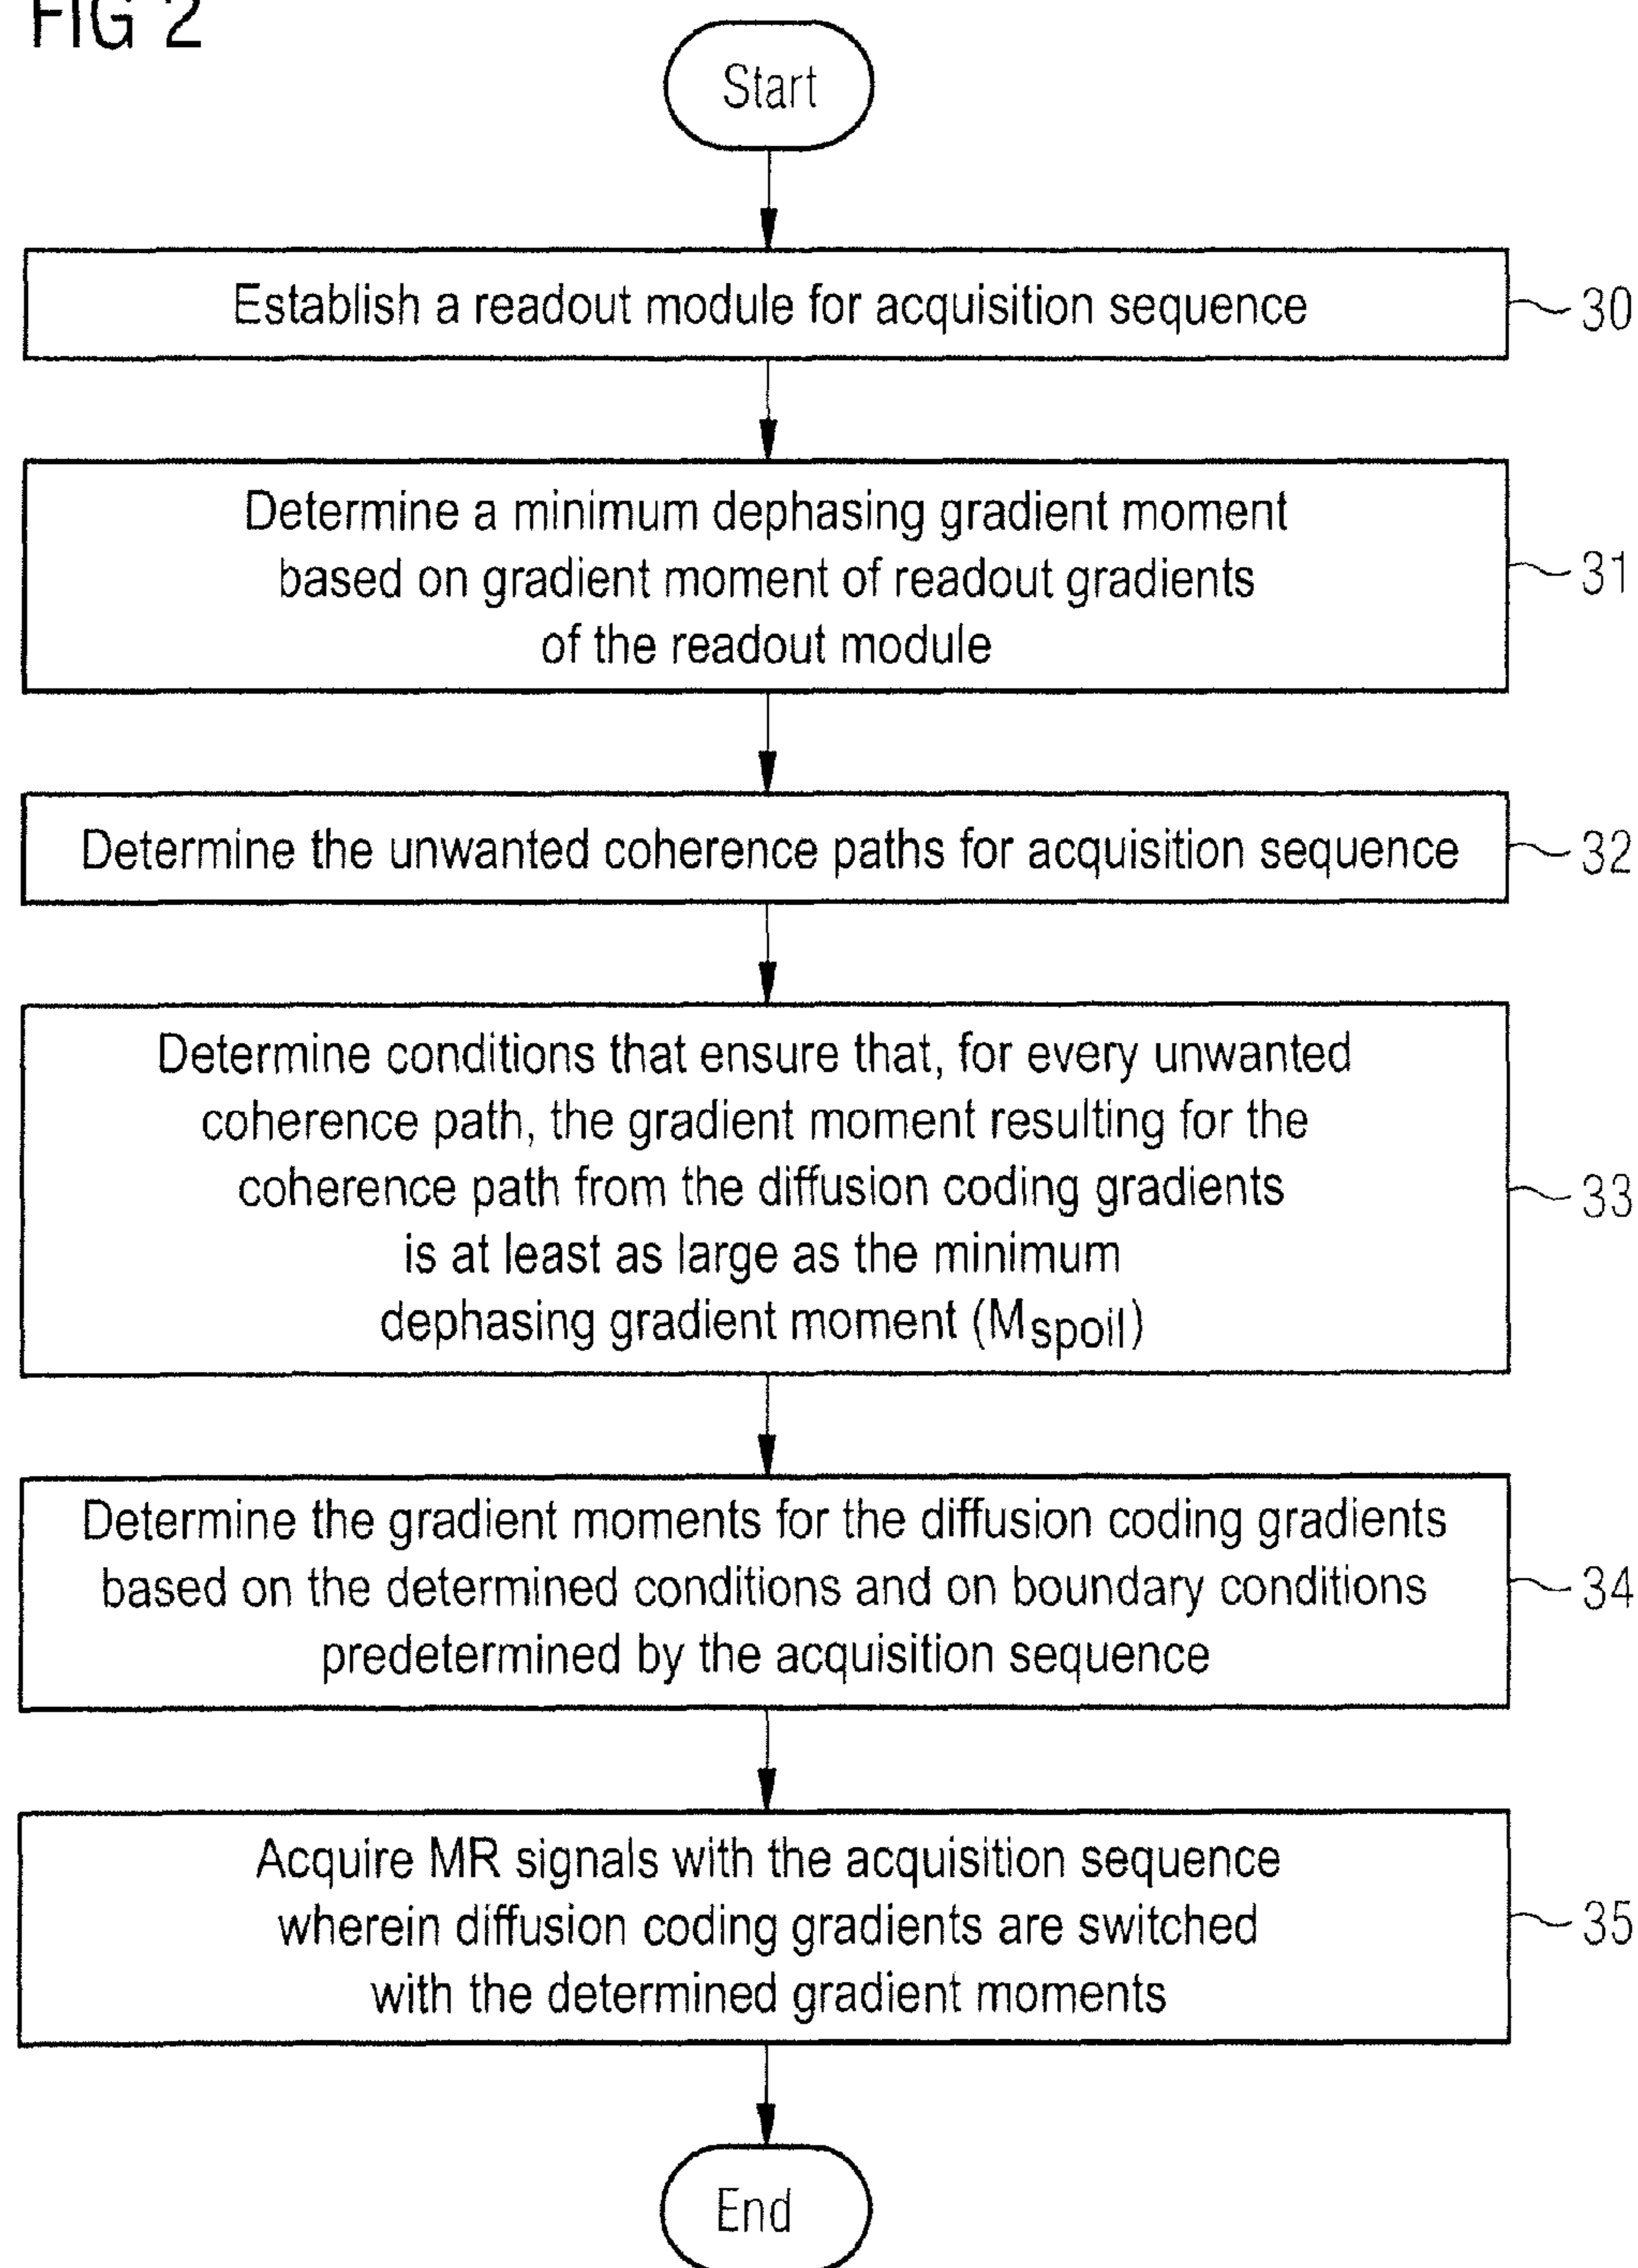 FIG 2
Start
Establish a readout module for acquisition sequence
30
Determine a minimum dephasing gradient moment
based on gradient moment of readout gradients
of the readout module
31
Determine the unwanted coherence paths for acquisition sequence
32
Determine conditions that ensure that, for every unwanted
coherence path, the gradient moment resulting for the
coherence path from the diffusion coding gradients
is at least as large as the minimum
dephasing gradient moment (Mspoil)
33
Determine the gradient moments for the diffusion coding gradients
based on the determined conditions and on boundary conditions
predetermined by the acquisition sequence
34
Acquire MR signals with the acquisition sequence
wherein diffusion coding gradients are switched
with the determined gradient moments
35
End